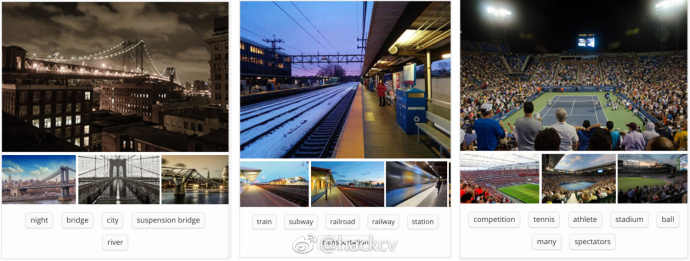 night bridge city suspension bridge
river
train subway railroad railway station
@hackcv
competition tennis athlete stadium ball
many spectators